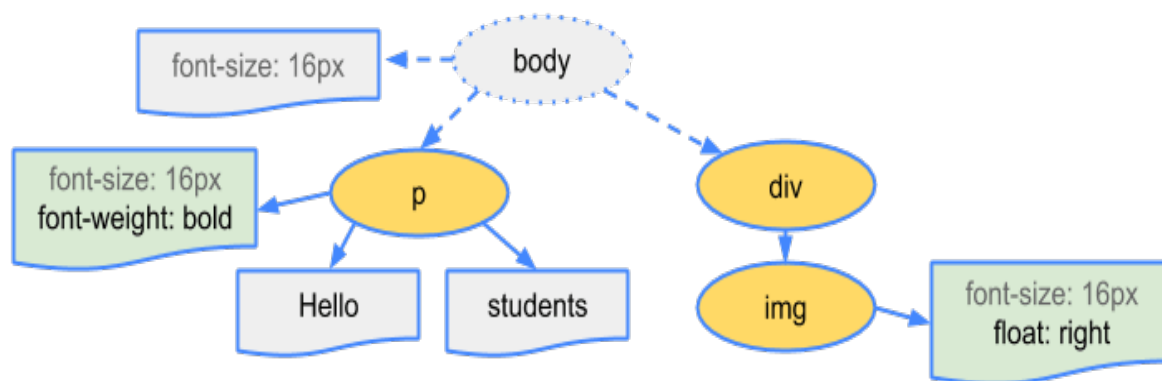 body
font-size: 16px
font-size: 16px
font-weight: bold
p
div
Hello
students
img
font-size: 16px
float: right